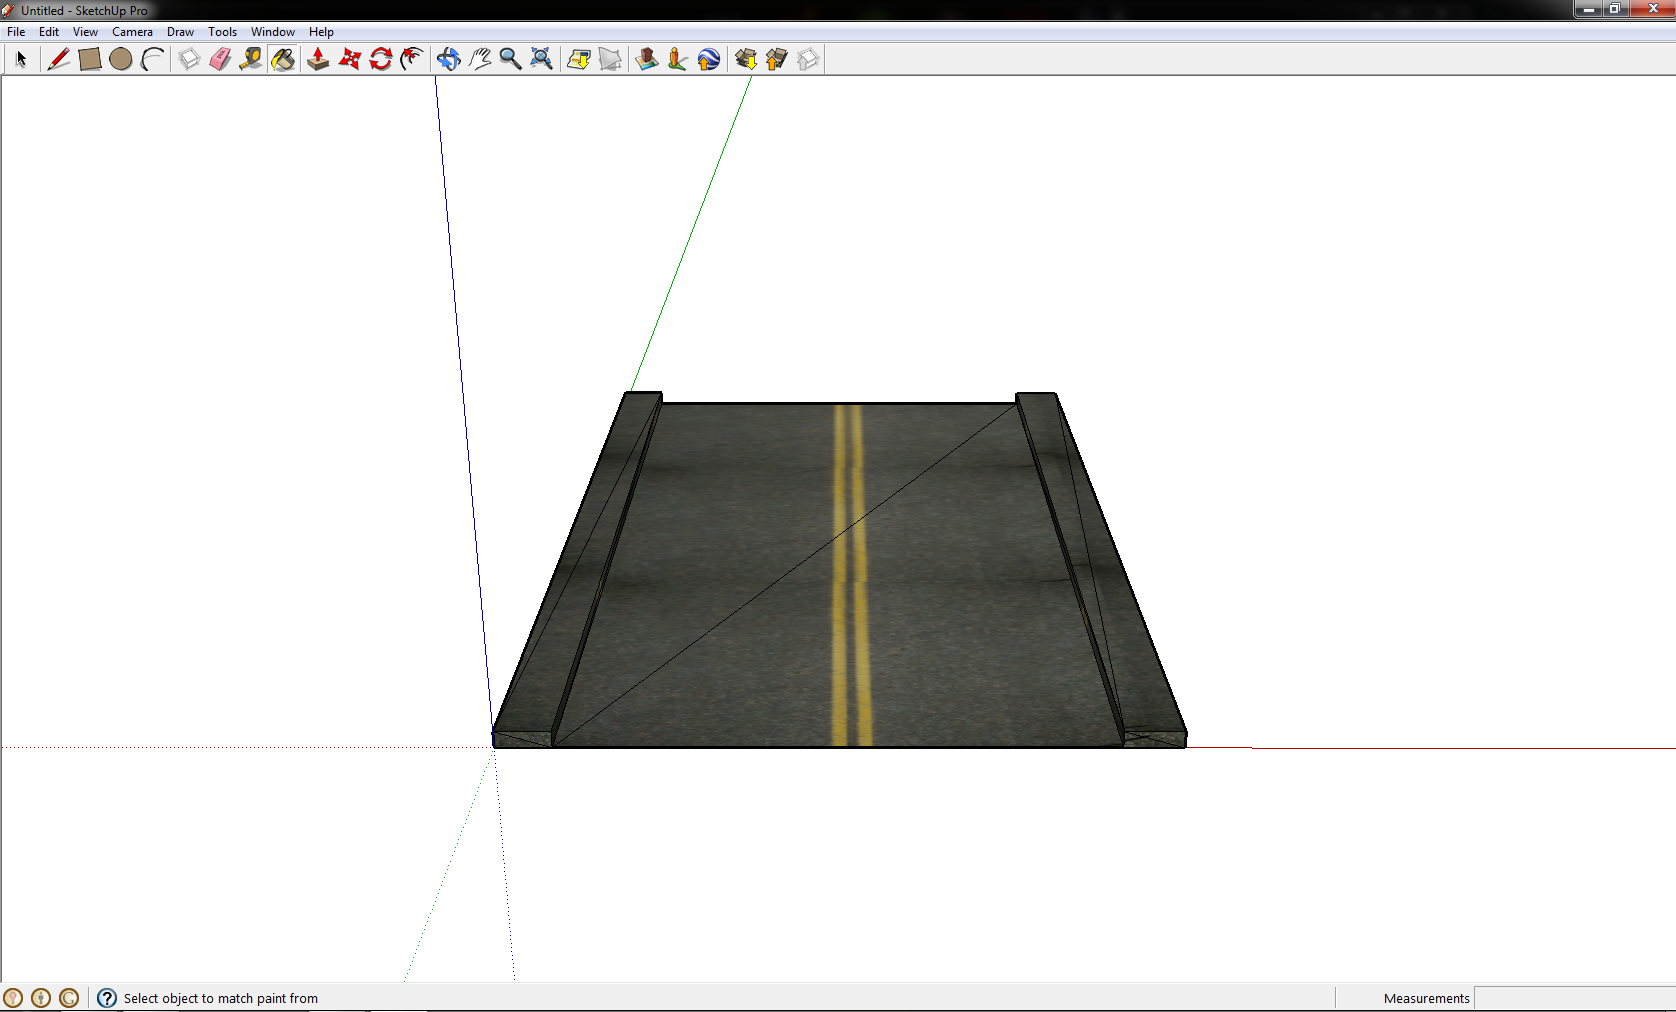 Untitled - SketchUp Pro
File Edit View Camera Draw Tools Window Help
Select object to match paint from
Measurements